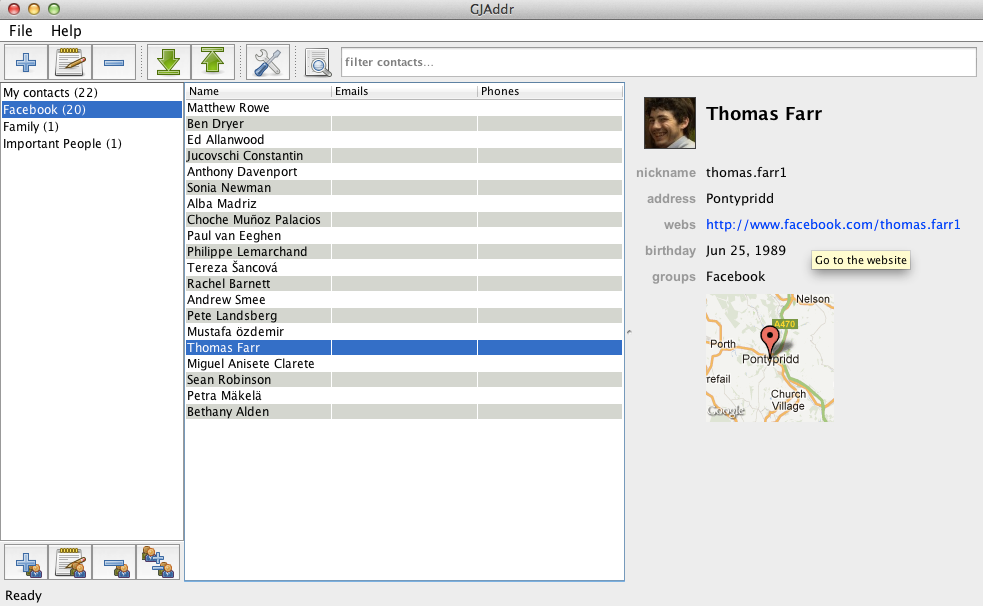 GJAddr
File Help
filter contacts...
My contacts (22)
Facebook (20)
Family (1)
Important People (1)
Name Emails Phones
Matthew Rowe
Ben Dryer
Ed Allanwood
Jucovschi Constantin
Anthony Davenport
Sonia Newman
Alba Madriz
Choche Muñoz Palacios
Paul van Eeghen
Philippe Lemarchand
Tereza Šancová
Rachel Barnett
Andrew Smee
Pete Landsberg
Mustafa özdemir
Thomas Farr
Miguel Anisete Clarete
Sean Robinson
Petra Mäkelä
Bethany Alden
Thomas Farr
nickname thomas.farr1
address Pontypridd
webs http://www.facebook.com/thomas.farr1
birthday Jun 25, 1989
Go to the website
groups Facebook
Nelson
A470
Porth
Pontypridd
refail
Church
Village
Google
Ready